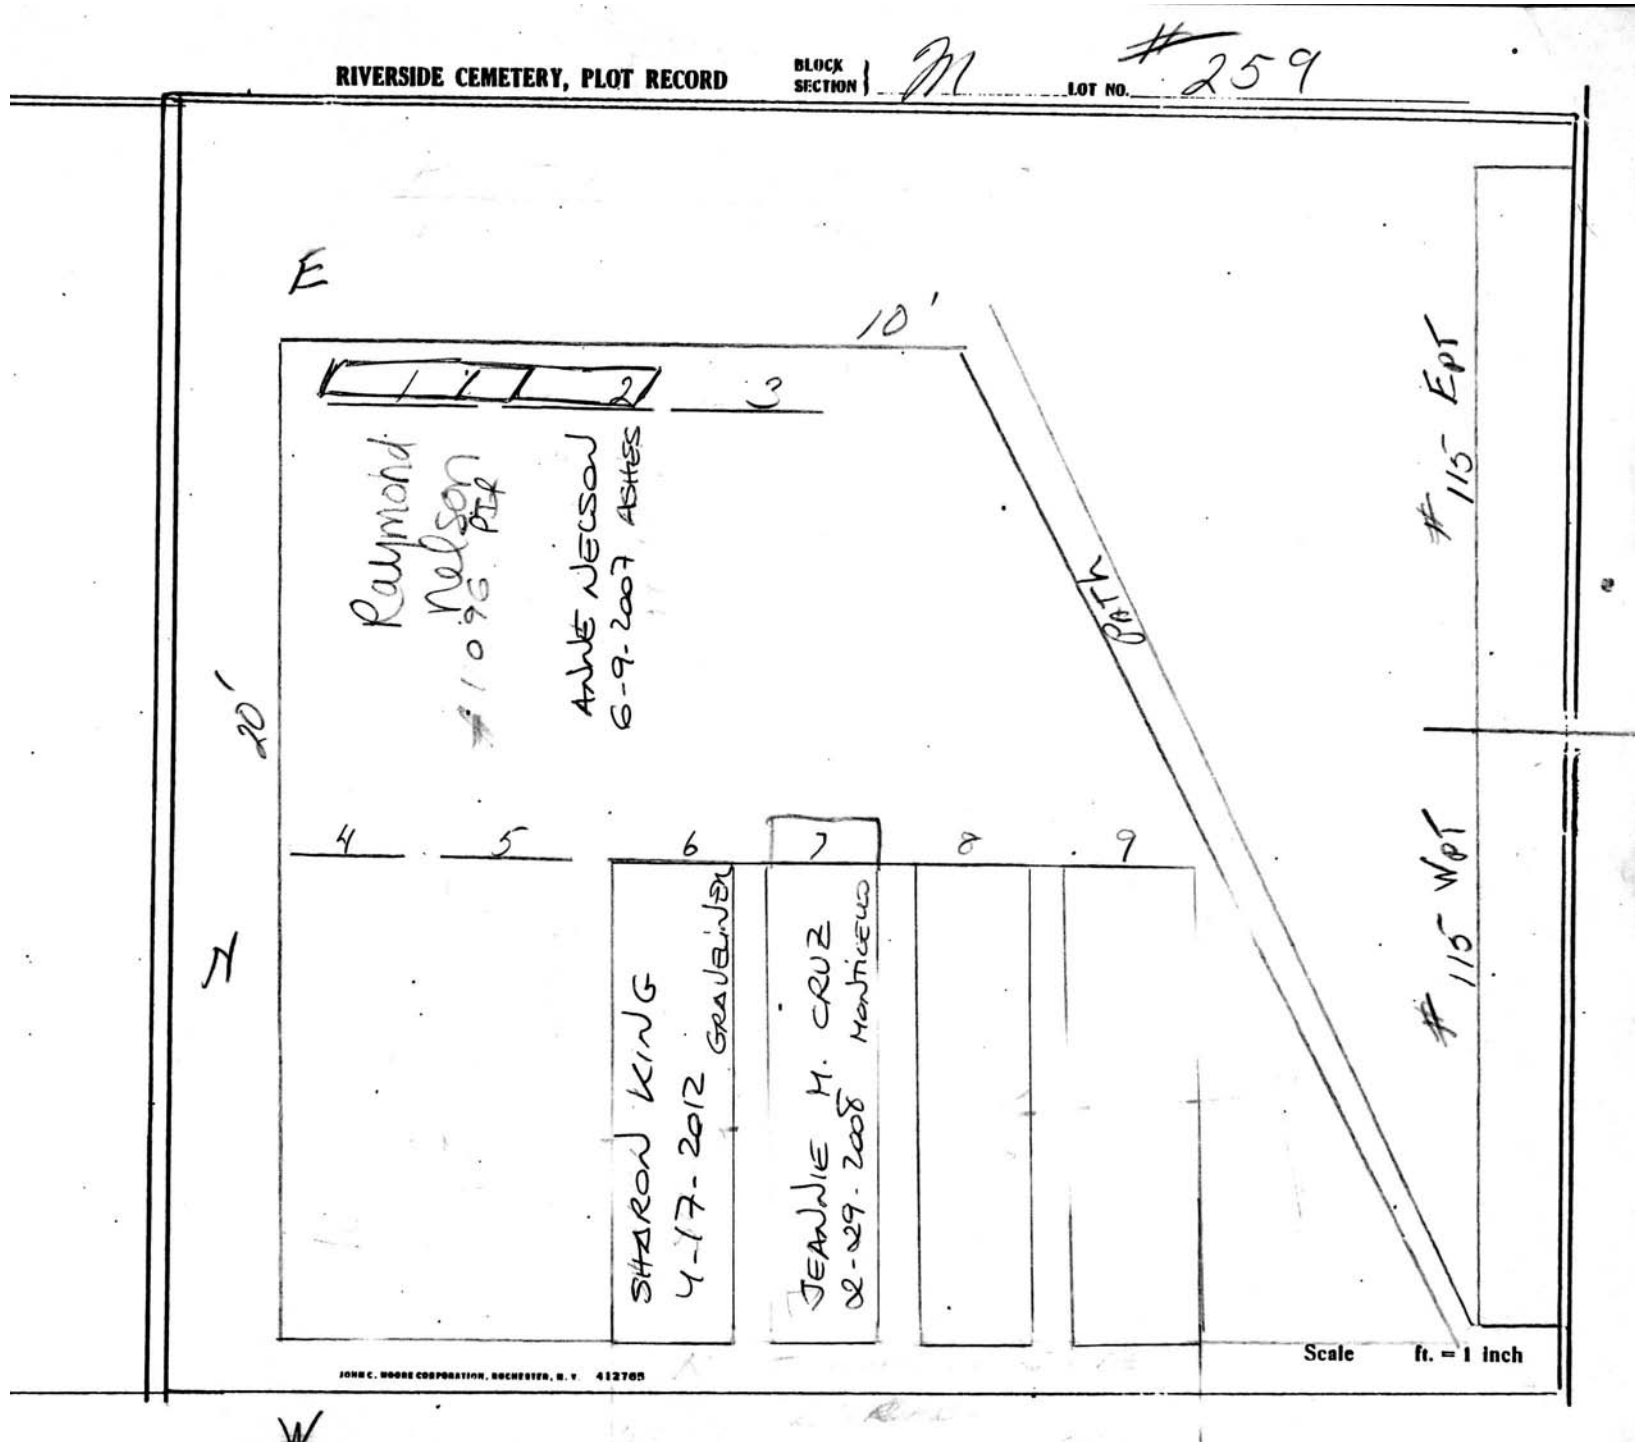 RIVERSIDE CEMETERY, PLOT RECORD
BLOCK
SECTION
M
LOT NO.
# 259
E
10'
1 2 3
Raymond
Nelson
PIR
ANNE NELSON
6-9-2007 ASHES
20'
PATH
# 115 EPT
4 5 6 7 8 9
N
SHARON KING
4-17-2012 GRAVELINER
JEANNIE M. CRUZ
02-29-2008 MONTICELLO
# 115 WPT
Scale ft. = 1 inch
JOHN C. MOORE CORPORATION, ROCHESTER, N. Y. 412765
W